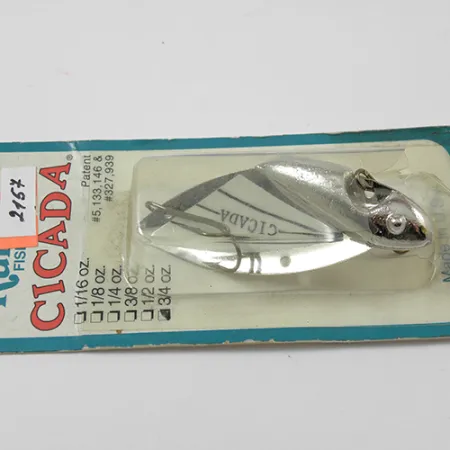 2157
FISH
CICADA®
Patent
#5,133,146 &
#327,939
1/16 oz.
1/8 oz.
1/4 oz.
3/8 oz.
1/2 oz.
3/4 oz.
CICADA